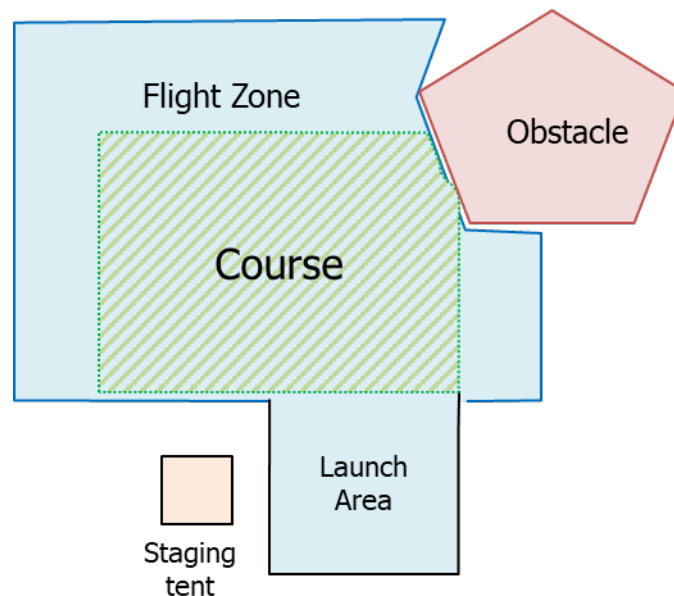 Flight Zone
Obstacle
Course
Launch
Area
Staging
tent